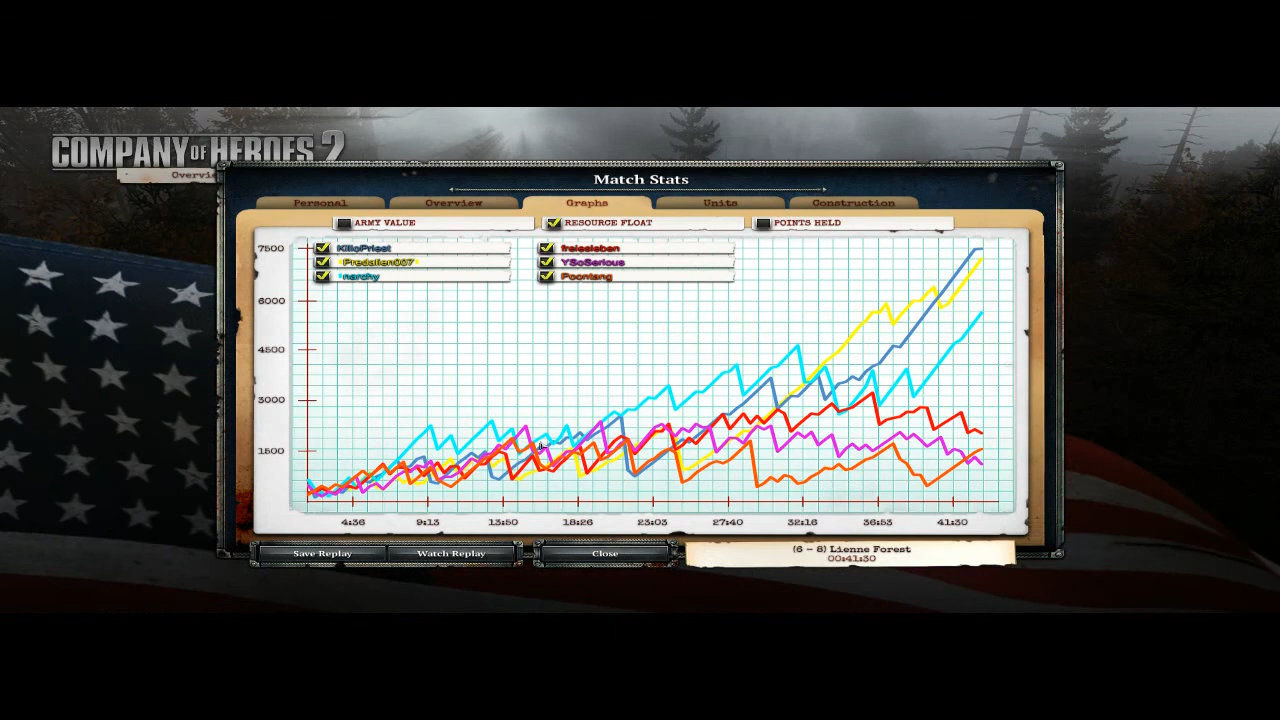 COMPANY OF HEROES 2
Match Stats
Personal Overview Graphs Units Construction
ARMY VALUE RESOURCE FLOAT POINTS HELD
7500
KilloPriest freiesleben
Predalien007 YSoSerious
narchy Poontang
6000
4500
3000
1500
4:36 9:13 13:50 18:26 23:03 27:40 32:16 36:53 41:30
Save Replay Watch Replay Close
(6 - 8) Lienne Forest
00:41:30